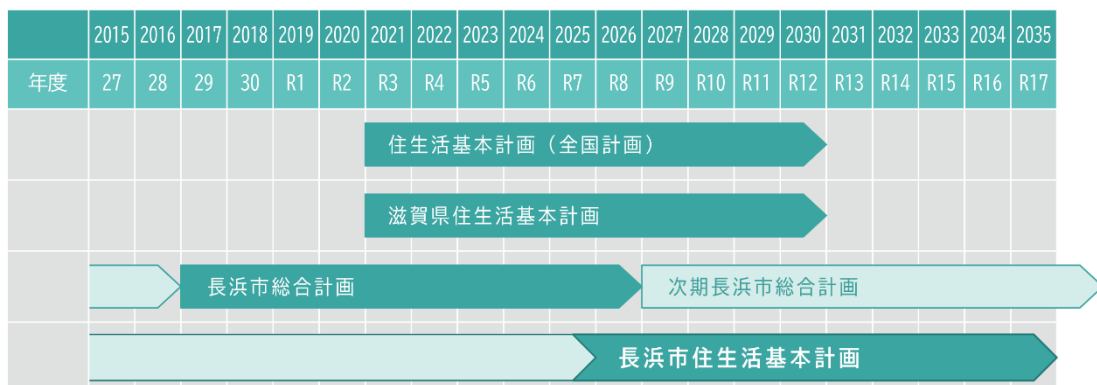 2015 2016 2017 2018 2019 2020 2021 2022 2023 2024 2025 2026 2027 2028 2029 2030 2031 2032 2033 2034 2035
年度 27 28 29 30 R1 R2 R3 R4 R5 R6 R7 R8 R9 R10 R11 R12 R13 R14 R15 R16 R17
住生活基本計画（全国計画）
滋賀県住生活基本計画
長浜市総合計画 次期長浜市総合計画
長浜市住生活基本計画